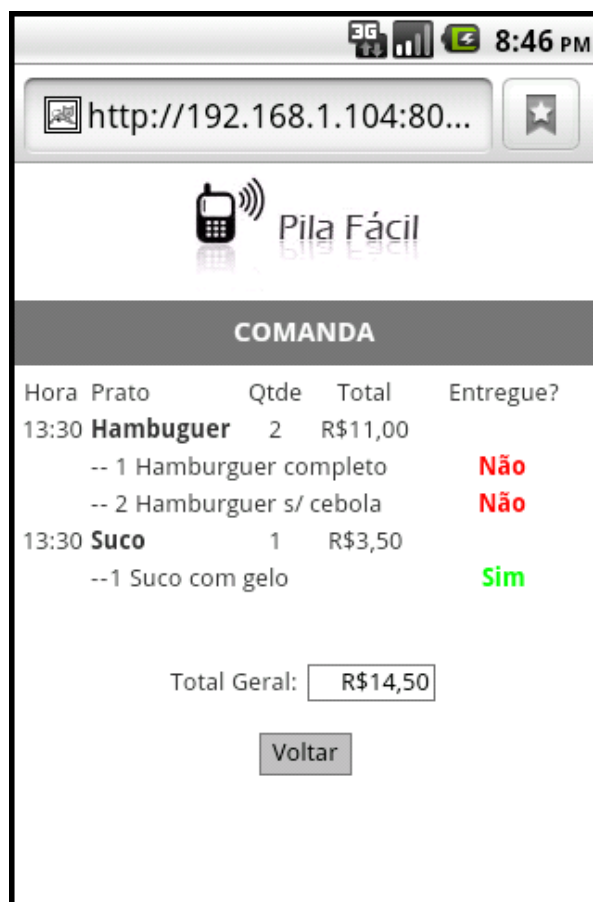 3G 8:46 PM
http://192.168.1.104:80...
Pila Fácil
COMANDA
Hora Prato Qtde Total Entregue?
13:30 Hambuguer 2 R$11,00
-- 1 Hamburguer completo Não
-- 2 Hamburguer s/ cebola Não
13:30 Suco 1 R$3,50
--1 Suco com gelo Sim
Total Geral: R$14,50
Voltar